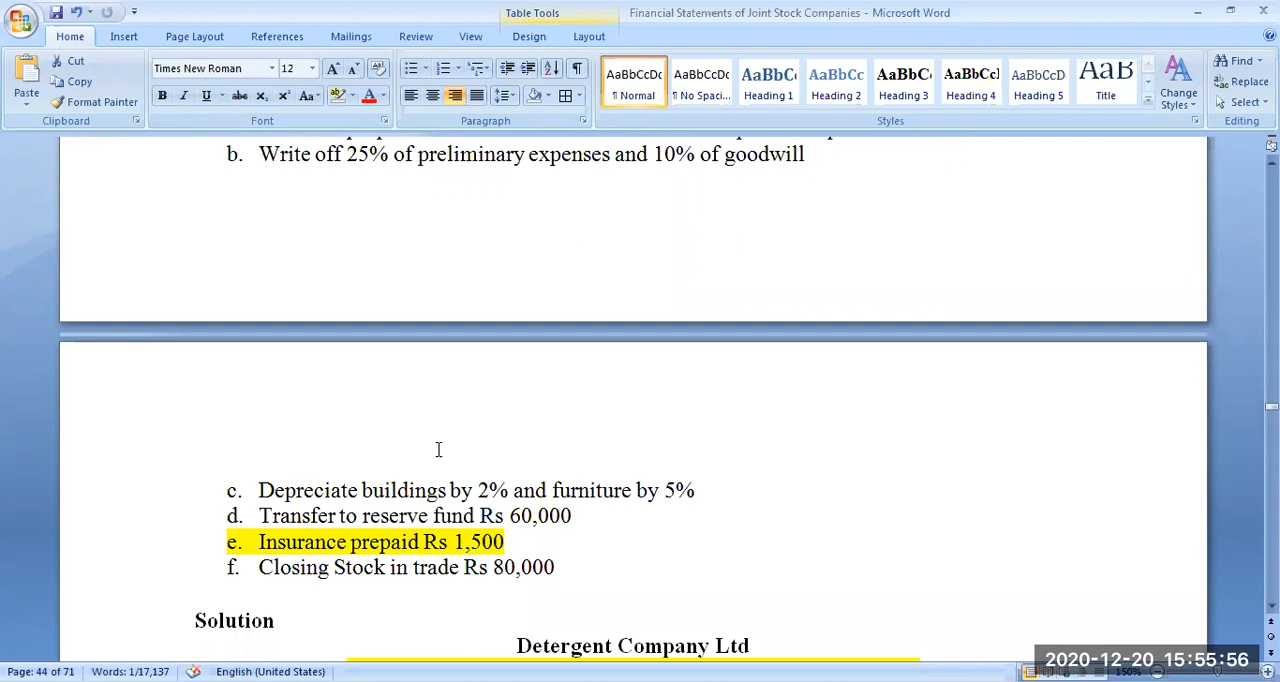 Table Tools
Financial Statements of Joint Stock Companies - Microsoft Word
Home Insert Page Layout References Mailings Review View Design Layout
Paste
Cut
Copy
Format Painter
Clipboard
Times New Roman 12
Font
Paragraph
AaBbCcDc AaBbCcDc AaBbC AaBbCc AaBbC AaBbCcI AaBbCcD AaB
¶ Normal ¶ No Spaci... Heading 1 Heading 2 Heading 3 Heading 4 Heading 5 Title
Change Styles
Styles
Find
Replace
Select
Editing
b. Write off 25% of preliminary expenses and 10% of goodwill
c. Depreciate buildings by 2% and furniture by 5%
d. Transfer to reserve fund Rs 60,000
e. Insurance prepaid Rs 1,500
f. Closing Stock in trade Rs 80,000
Solution
Detergent Company Ltd
2020-12-20 15:55:56
Page: 44 of 71 Words: 1/17,137 English (United States) 150%